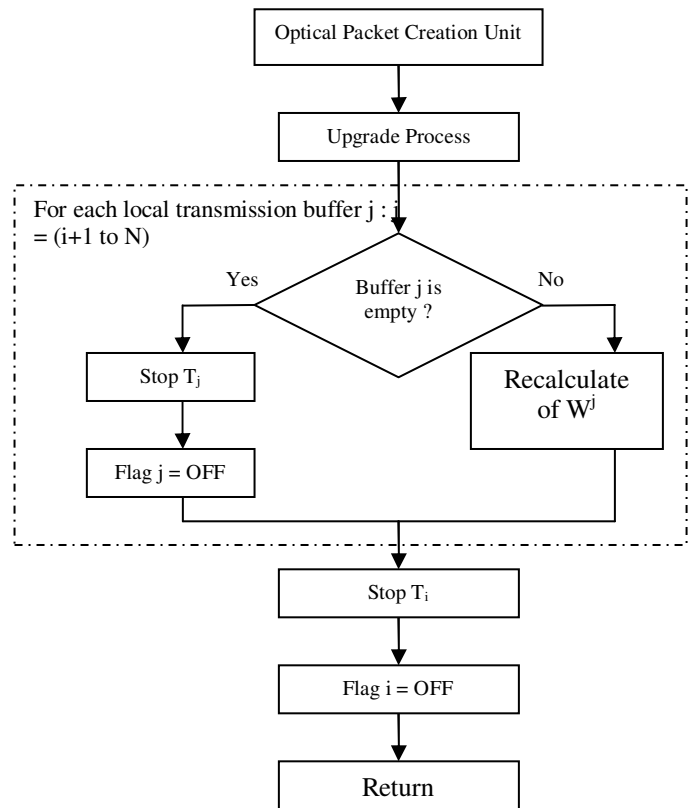 Optical Packet Creation Unit
Upgrade Process
For each local transmission buffer j : j
= (i+1 to N)
Yes
Buffer j is
empty ?
No
Stop Tj
Recalculate
of W^j
Flag j = OFF
Stop Ti
Flag i = OFF
Return